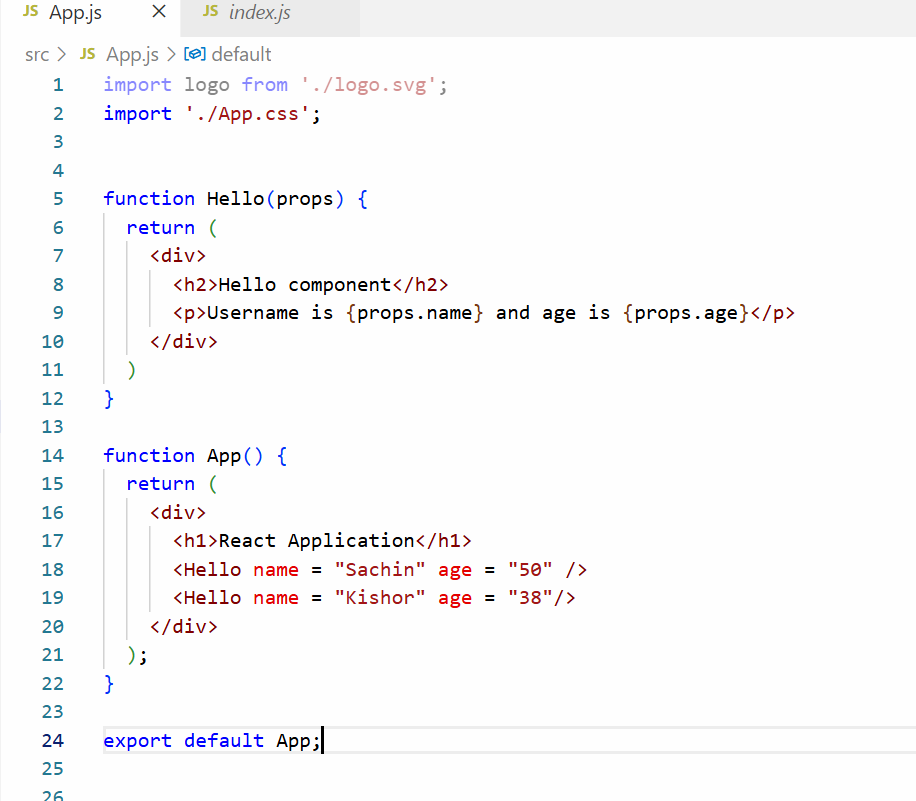 JS App.js × JS index.js
src > JS App.js > default
1 import logo from './logo.svg';
2 import './App.css';
3
4
5 function Hello(props) {
6 return (
7 <div>
8 <h2>Hello component</h2>
9 <p>Username is {props.name} and age is {props.age}</p>
10 </div>
11 )
12 }
13
14 function App() {
15 return (
16 <div>
17 <h1>React Application</h1>
18 <Hello name = "Sachin" age = "50" />
19 <Hello name = "Kishor" age = "38"/>
20 </div>
21 );
22 }
23
24 export default App;
25
26